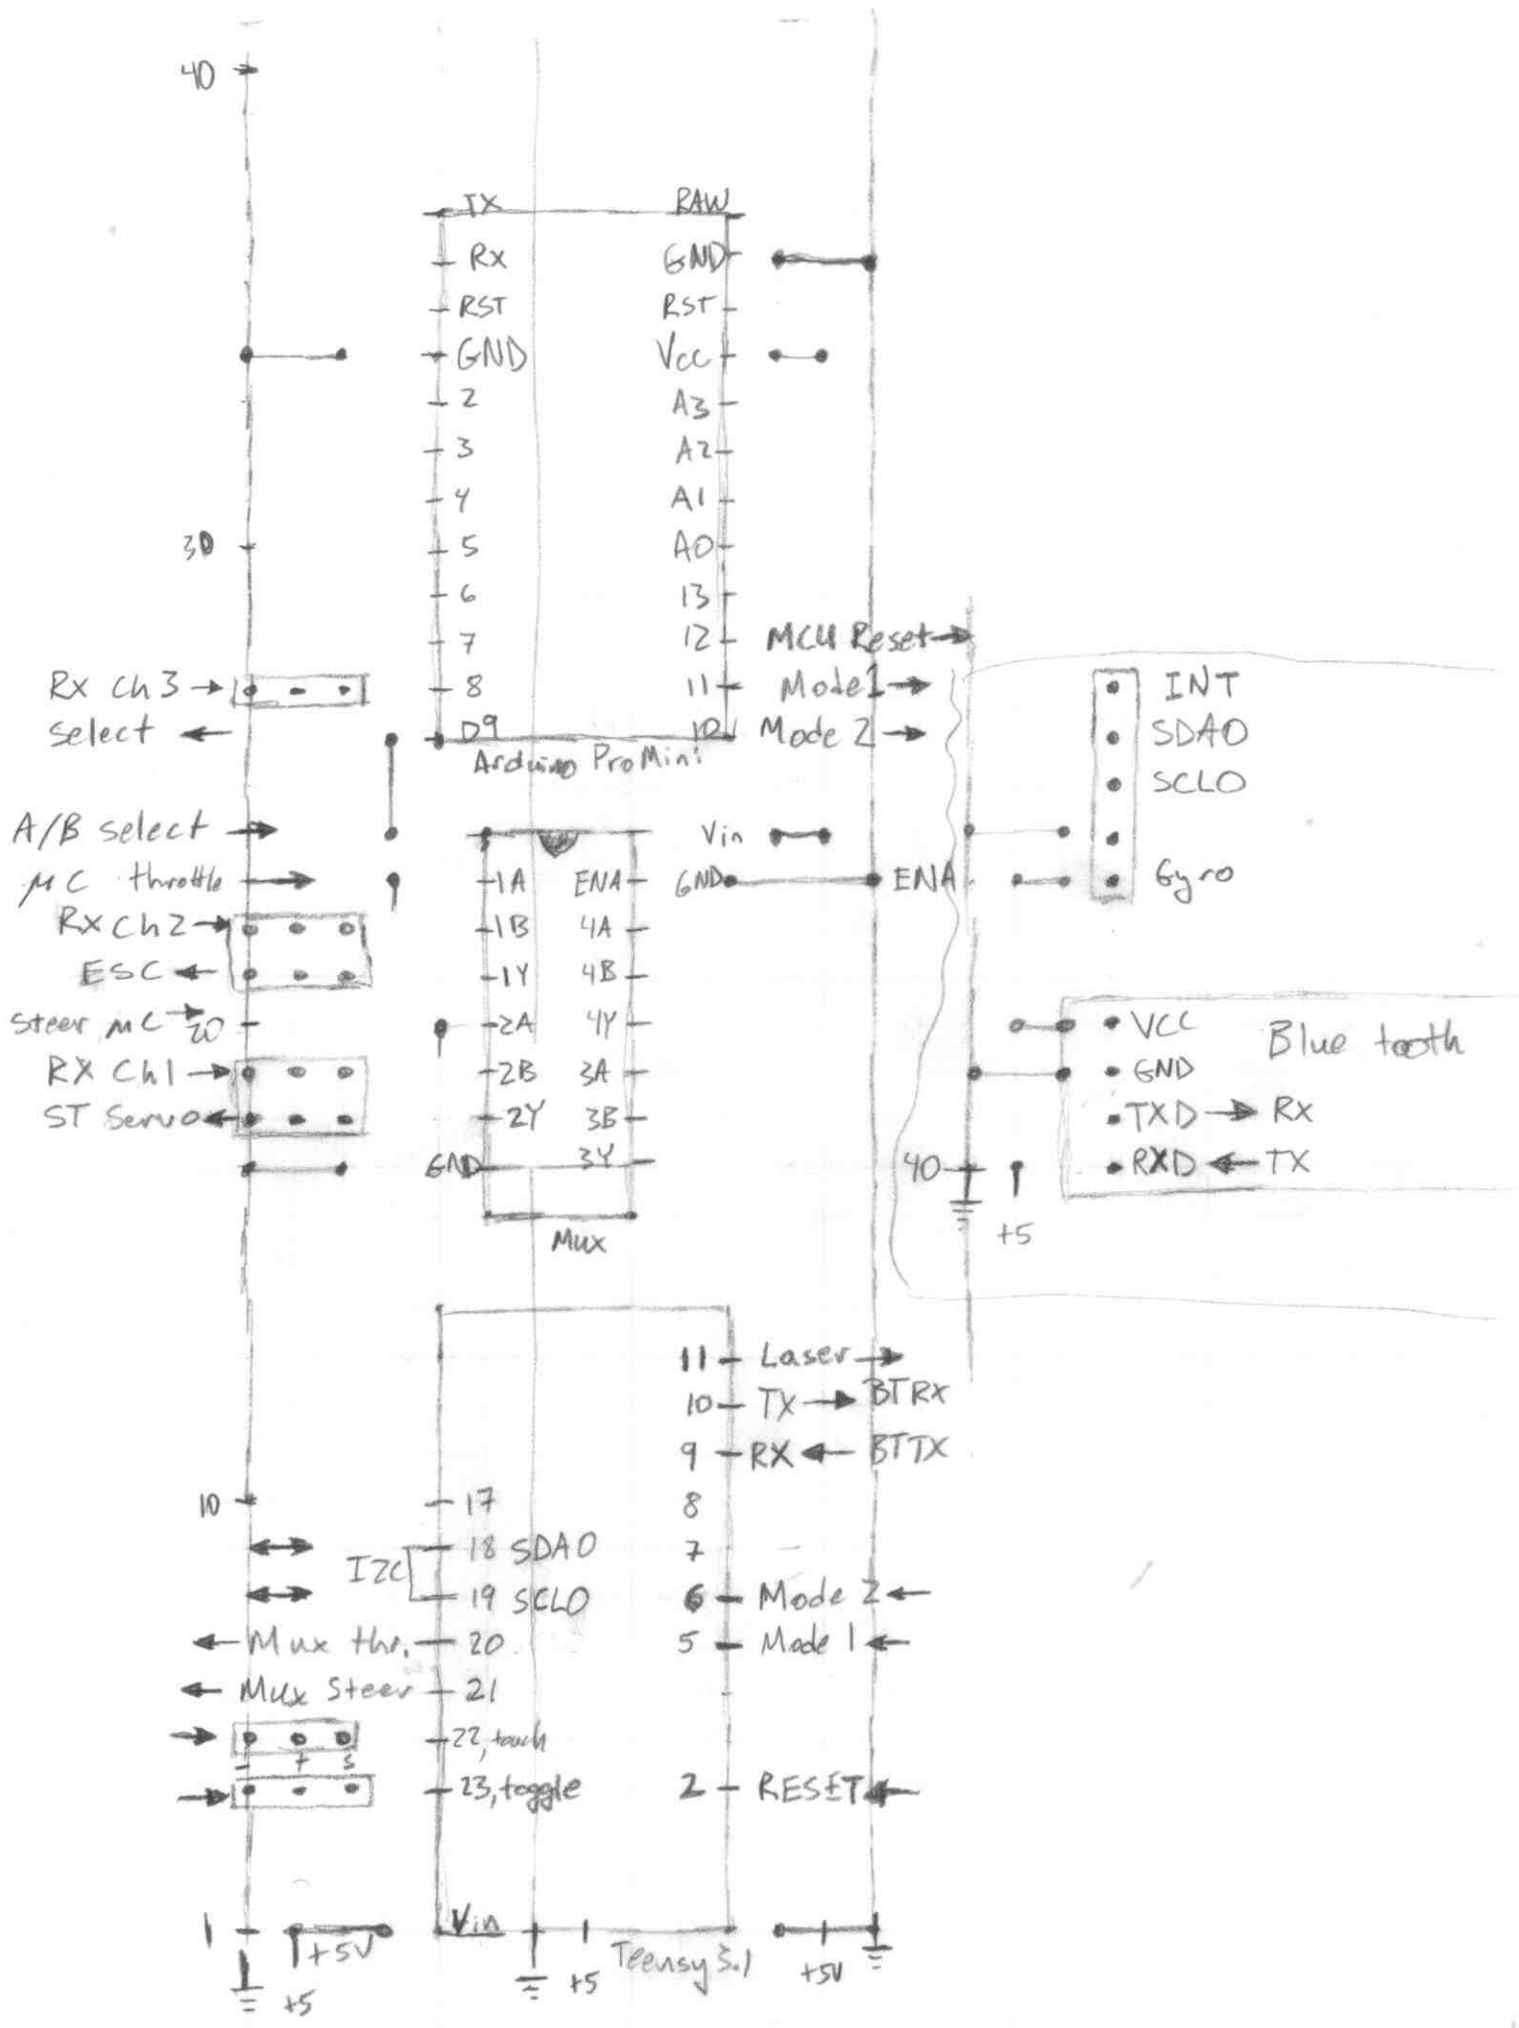 40
TX RAW
Rx GND
RST RST
GND Vcc
2 A3
3 A2
4 A1
30 5 A0
6 13
7 12 MCU Reset
Rx Ch3 8 11 Mode 1 INT
select D9 10 Mode 2 SDA0
Arduino ProMini SCL0
A/B select Vin
μC throttle 1A ENA GND ENA Gyro
Rx Ch2 1B 4A
ESC 1Y 4B
Steer μC 20 2A 4Y VCC Blue tooth
RX Ch1 2B 3A GND
ST Servo 2Y 3B TXD Rx
GND 3Y 40 RXD TX
Mux +5
11 Laser
10 TX BTRX
9 RX BTTX
10 17 8
I2C 18 SDA0 7
19 SCL0 6 Mode 2
Mux thr. 20 5 Mode 1
Mux Steer 21
22, touch
- + s
23, toggle 2 RESET
1 +5V Vin
+5 +5 Teensy 3.1 +5V